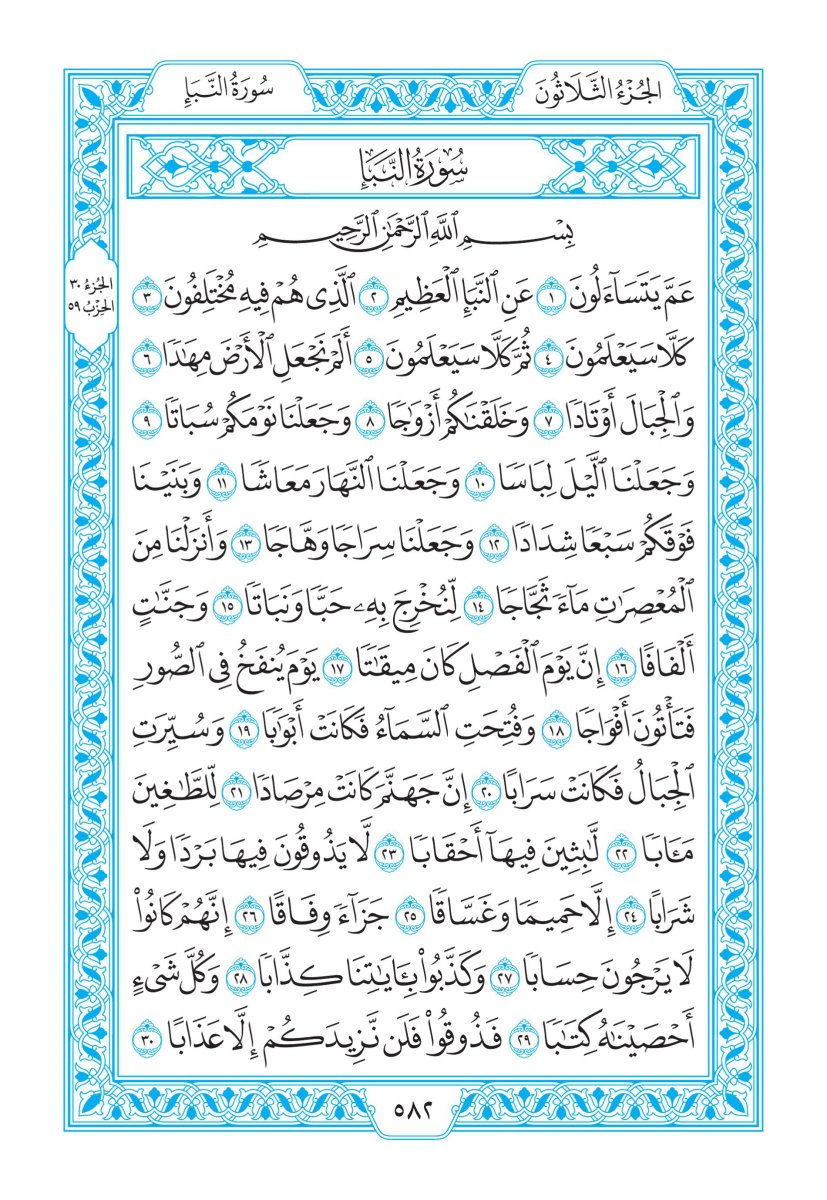 الجُزْءُ الثَّلَاثُونَ
سُورَةُ النَّبَإِ
سُورَةُ النَّبَإِ
بِسْمِ ٱللَّهِ ٱلرَّحْمَٰنِ ٱلرَّحِيمِ
الجُزءُ ٣٠
الحِزْبُ ٥٩
عَمَّ يَتَسَآءَلُونَ ١ عَنِ ٱلنَّبَإِ ٱلْعَظِيمِ ٢ ٱلَّذِى هُمْ فِيهِ مُخْتَلِفُونَ ٣
كَلَّا سَيَعْلَمُونَ ٤ ثُمَّ كَلَّا سَيَعْلَمُونَ ٥ أَلَمْ نَجْعَلِ ٱلْأَرْضَ مِهَٰدًا ٦
وَٱلْجِبَالَ أَوْتَادًا ٧ وَخَلَقْنَٰكُمْ أَزْوَٰجًا ٨ وَجَعَلْنَا نَوْمَكُمْ سُبَاتًا ٩
وَجَعَلْنَا ٱلَّيْلَ لِبَاسًا ١٠ وَجَعَلْنَا ٱلنَّهَارَ مَعَاشًا ١١ وَبَنَيْنَا
فَوْقَكُمْ سَبْعًا شِدَادًا ١٢ وَجَعَلْنَا سِرَاجًا وَهَّاجًا ١٣ وَأَنزَلْنَا مِنَ
ٱلْمُعْصِرَٰتِ مَآءً ثَجَّاجًا ١٤ لِّنُخْرِجَ بِهِۦ حَبًّا وَنَبَاتًا ١٥ وَجَنَّٰتٍ
أَلْفَافًا ١٦ إِنَّ يَوْمَ ٱلْفَصْلِ كَانَ مِيقَٰتًا ١٧ يَوْمَ يُنفَخُ فِى ٱلصُّورِ
فَتَأْتُونَ أَفْوَاجًا ١٨ وَفُتِحَتِ ٱلسَّمَآءُ فَكَانَتْ أَبْوَٰبًا ١٩ وَسُيِّرَتِ
ٱلْجِبَالُ فَكَانَتْ سَرَابًا ٢٠ إِنَّ جَهَنَّمَ كَانَتْ مِرْصَادًا ٢١ لِّلطَّٰغِينَ
مَـَٔابًا ٢٢ لَّٰبِثِينَ فِيهَآ أَحْقَابًا ٢٣ لَّا يَذُوقُونَ فِيهَا بَرْدًا وَلَا
شَرَابًا ٢٤ إِلَّا حَمِيمًا وَغَسَّاقًا ٢٥ جَزَآءً وِفَاقًا ٢٦ إِنَّهُمْ كَانُوا۟
لَا يَرْجُونَ حِسَابًا ٢٧ وَكَذَّبُوا۟ بِـَٔايَٰتِنَا كِذَّابًا ٢٨ وَكُلَّ شَىْءٍ
أَحْصَيْنَٰهُ كِتَٰبًا ٢٩ فَذُوقُوا۟ فَلَن نَّزِيدَكُمْ إِلَّا عَذَابًا ٣٠
٥٨٢